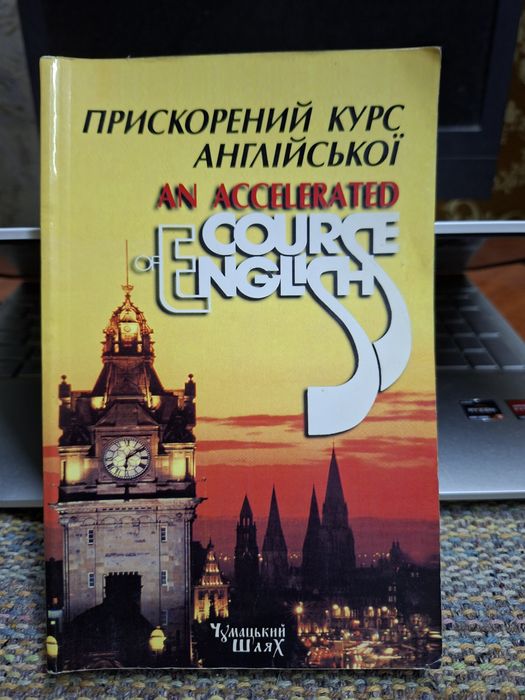 ПРИСКОРЕНИЙ КУРС
АНГЛІЙСЬКОЇ
AN ACCELERATED
COURSE
OF ENGLISH
Чумацький
Шлях